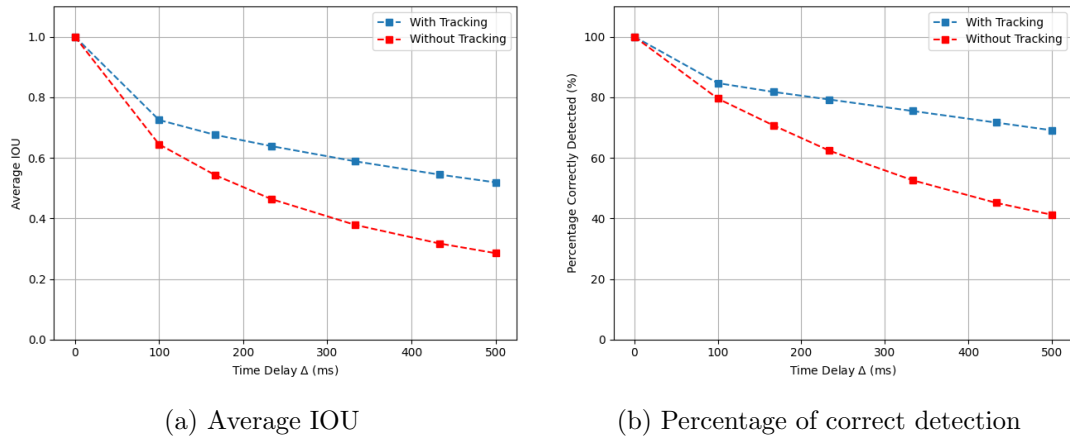 With Tracking
Without Tracking
1.0
0.8
0.6
0.4
0.2
0.0
Average IOU
0 100 200 300 400 500
Time Delay Δ (ms)
(a) Average IOU
With Tracking
Without Tracking
100
80
60
40
20
0
Percentage Correctly Detected (%)
0 100 200 300 400 500
Time Delay Δ (ms)
(b) Percentage of correct detection